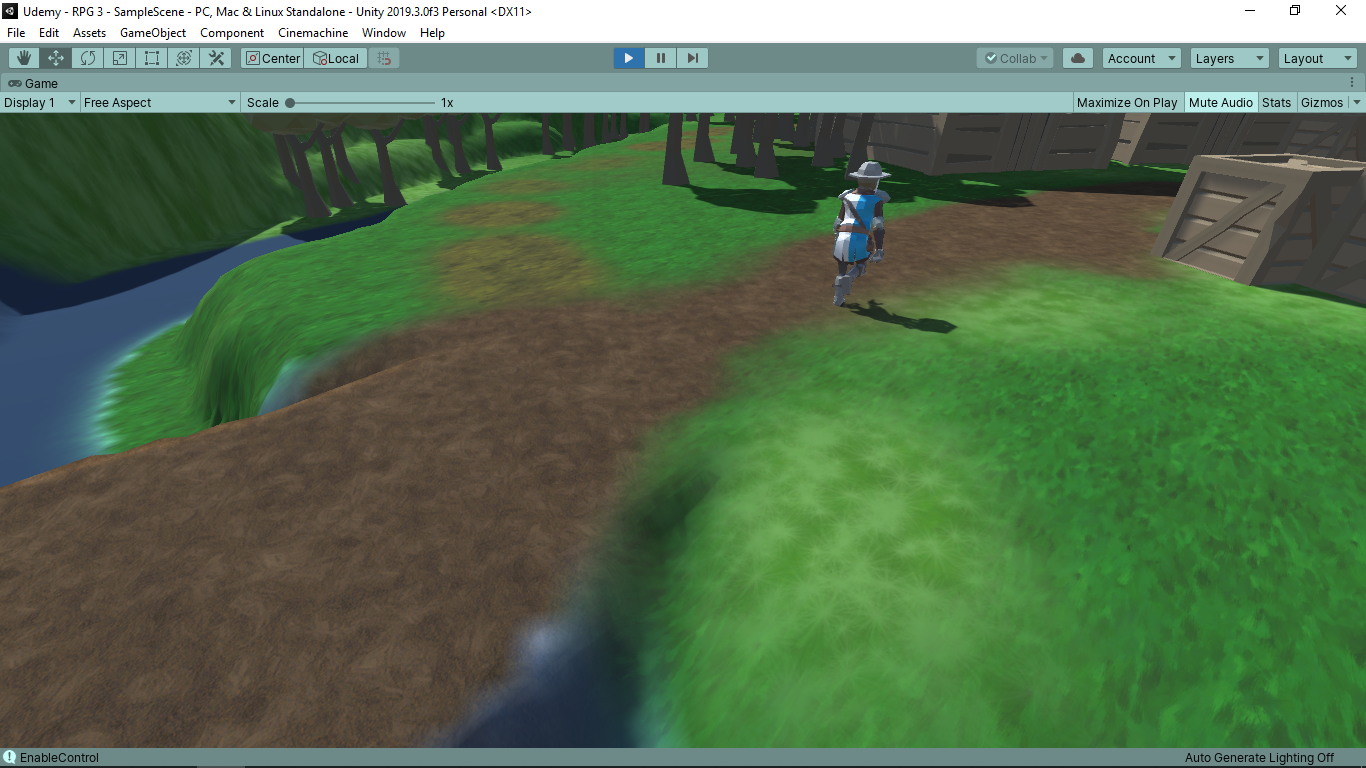 Udemy - RPG 3 - SampleScene - PC, Mac & Linux Standalone - Unity 2019.3.0f3 Personal <DX11>
File Edit Assets GameObject Component Cinemachine Window Help
Center Local Collab Account Layers Layout
Game
Display 1 Free Aspect Scale 1x Maximize On Play Mute Audio Stats Gizmos
EnableControl Auto Generate Lighting Off